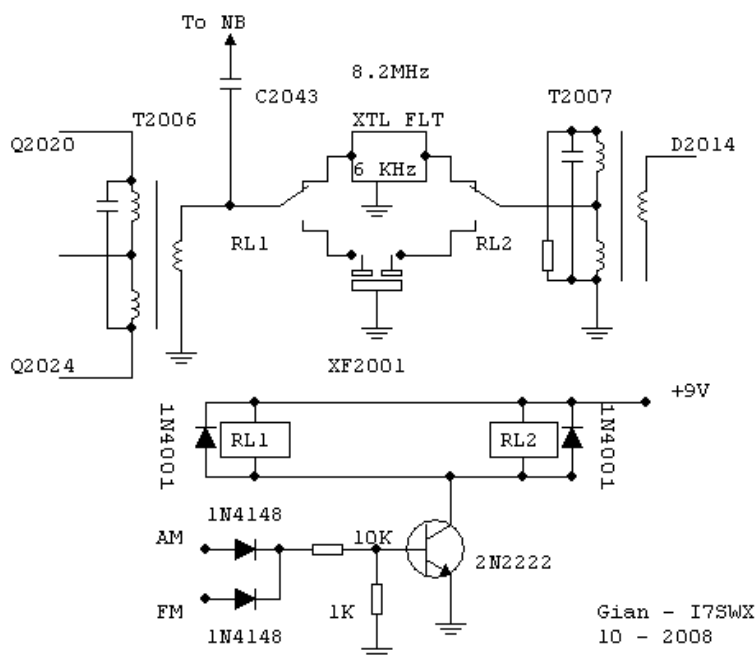 To NB
8.2MHz
C2043
T2006
T2007
XTL FLT
Q2020
D2014
6 KHz
RL1
RL2
Q2024
XF2001
+9V
1N4001
RL1
RL2
1N4001
1N4148
AM
10K
2N2222
FM
1K
1N4148
Gian - I7SWX
10 - 2008